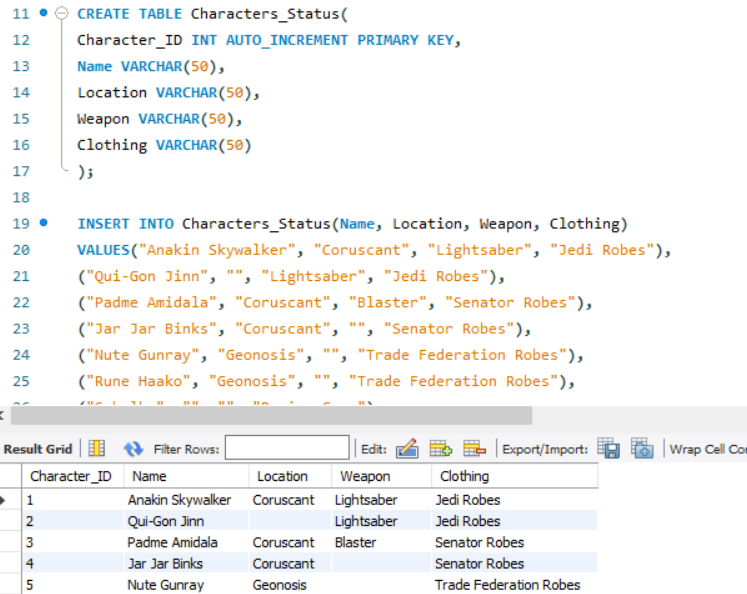 11 CREATE TABLE Characters_Status(
12 Character_ID INT AUTO_INCREMENT PRIMARY KEY,
13 Name VARCHAR(50),
14 Location VARCHAR(50),
15 Weapon VARCHAR(50),
16 Clothing VARCHAR(50)
17 );
18
19 INSERT INTO Characters_Status(Name, Location, Weapon, Clothing)
20 VALUES("Anakin Skywalker", "Coruscant", "Lightsaber", "Jedi Robes"),
21 ("Qui-Gon Jinn", "", "Lightsaber", "Jedi Robes"),
22 ("Padme Amidala", "Coruscant", "Blaster", "Senator Robes"),
23 ("Jar Jar Binks", "Coruscant", "", "Senator Robes"),
24 ("Nute Gunray", "Geonosis", "", "Trade Federation Robes"),
25 ("Rune Haako", "Geonosis", "", "Trade Federation Robes"),
Result Grid Filter Rows: Edit: Export/Import: Wrap Cell
Character_ID Name Location Weapon Clothing
1 Anakin Skywalker Coruscant Lightsaber Jedi Robes
2 Qui-Gon Jinn Lightsaber Jedi Robes
3 Padme Amidala Coruscant Blaster Senator Robes
4 Jar Jar Binks Coruscant Senator Robes
5 Nute Gunray Geonosis Trade Federation Robes